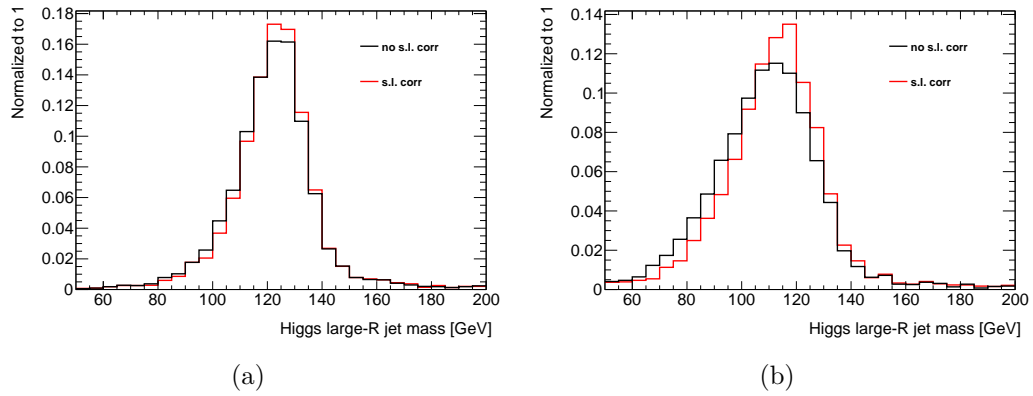 Normalized to 1
0.18
0.16
0.14
0.12
0.1
0.08
0.06
0.04
0.02
0
no s.l. corr
s.l. corr
60 80 100 120 140 160 180 200
Higgs large-R jet mass [GeV]
(a)
Normalized to 1
0.14
0.12
0.1
0.08
0.06
0.04
0.02
0
no s.l. corr
s.l. corr
60 80 100 120 140 160 180 200
Higgs large-R jet mass [GeV]
(b)